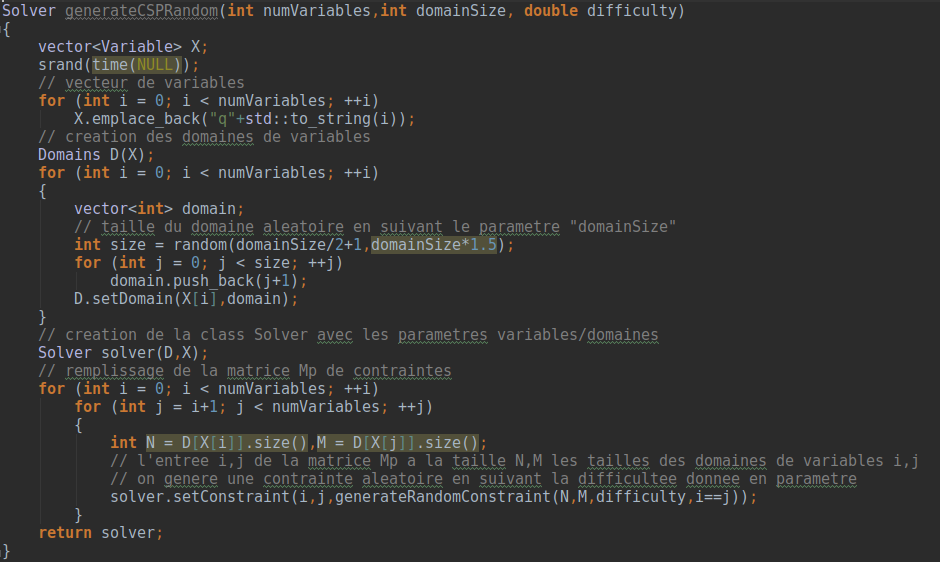 Solver generateCSPRandom(int numVariables,int domainSize, double difficulty)
{
    vector<Variable> X;
    srand(time(NULL));
    // vecteur de variables
    for (int i = 0; i < numVariables; ++i)
        X.emplace_back("q"+std::to_string(i));
    // creation des domaines de variables
    Domains D(X);
    for (int i = 0; i < numVariables; ++i)
    {
        vector<int> domain;
        // taille du domaine aleatoire en suivant le parametre "domainSize"
        int size = random(domainSize/2+1,domainSize*1.5);
        for (int j = 0; j < size; ++j)
            domain.push_back(j+1);
        D.setDomain(X[i],domain);
    }
    // creation de la class Solver avec les parametres variables/domaines
    Solver solver(D,X);
    // remplissage de la matrice Mp de contraintes
    for (int i = 0; i < numVariables; ++i)
        for (int j = i+1; j < numVariables; ++j)
        {
            int N = D[X[i]].size(),M = D[X[j]].size();
            // l'entree i,j de la matrice Mp a la taille N,M les tailles des domaines de variables i,j
            // on genere une contrainte aleatoire en suivant la difficultee donnee en parametre
            solver.setConstraint(i,j,generateRandomConstraint(N,M,difficulty,i==j));
        }
    return solver;
}